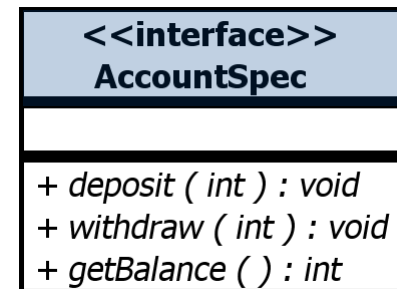 <<interface>>
AccountSpec
+ deposit ( int ) : void
+ withdraw ( int ) : void
+ getBalance ( ) : int